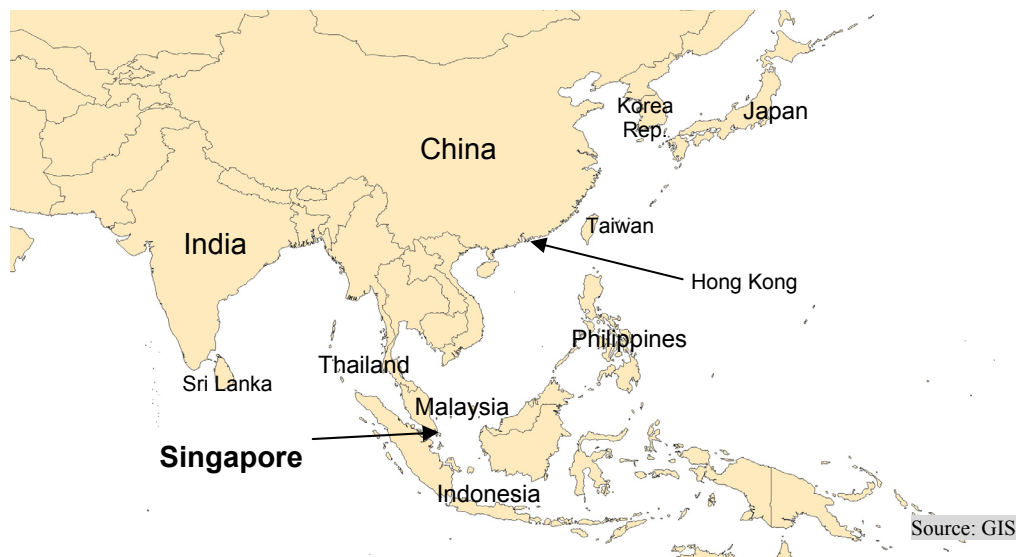 Korea
Rep.
Japan
China
Taiwan
India
Hong Kong
Philippines
Thailand
Sri Lanka
Malaysia
Singapore
Indonesia
Source: GIS